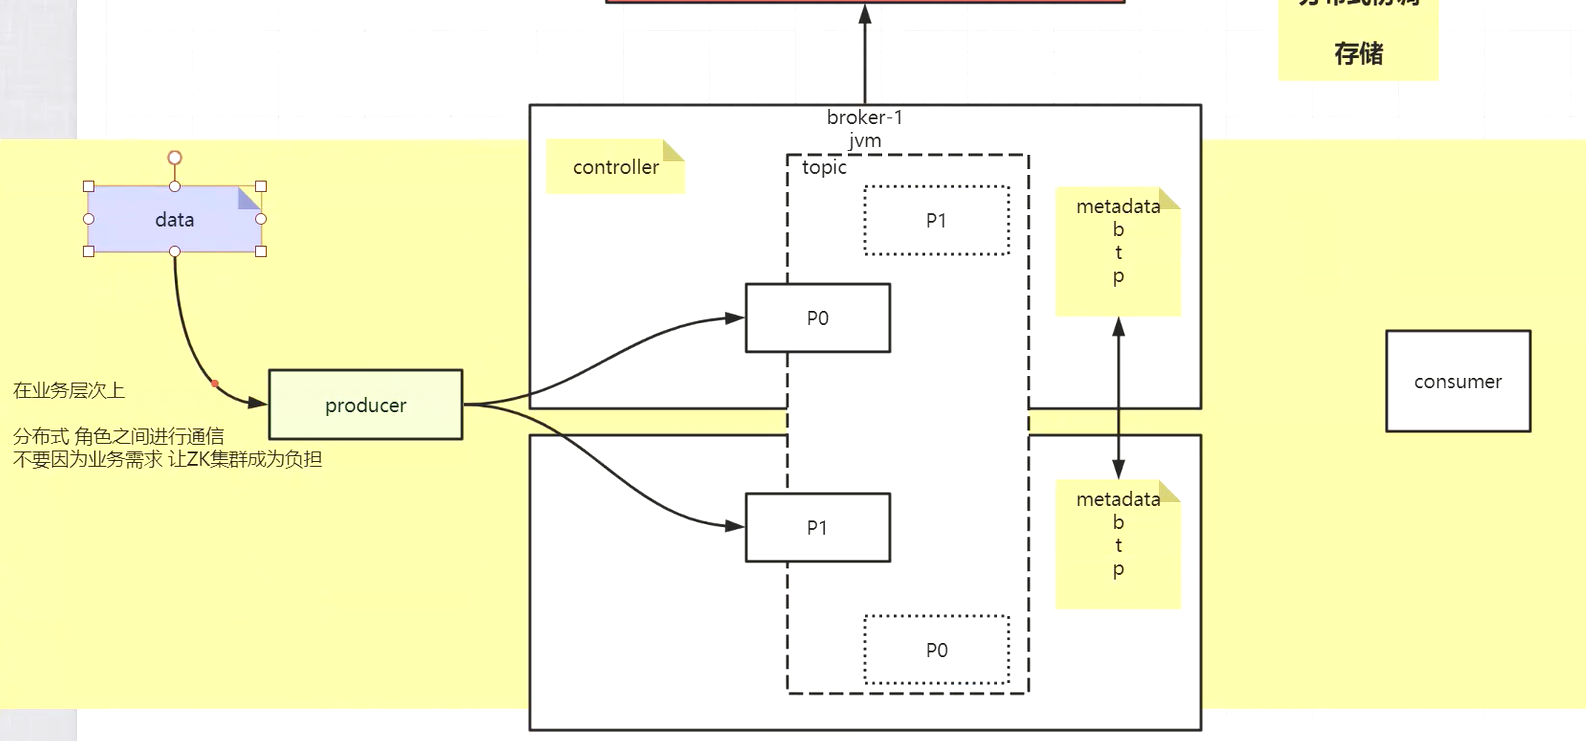 存储
broker-1
jvm
controller
topic
data
P1
metadata
b
t
p
P0
在业务层次上
producer
consumer
分布式 角色之间进行通信
不要因为业务需求 让ZK集群成为负担
P1
metadata
b
t
p
P0